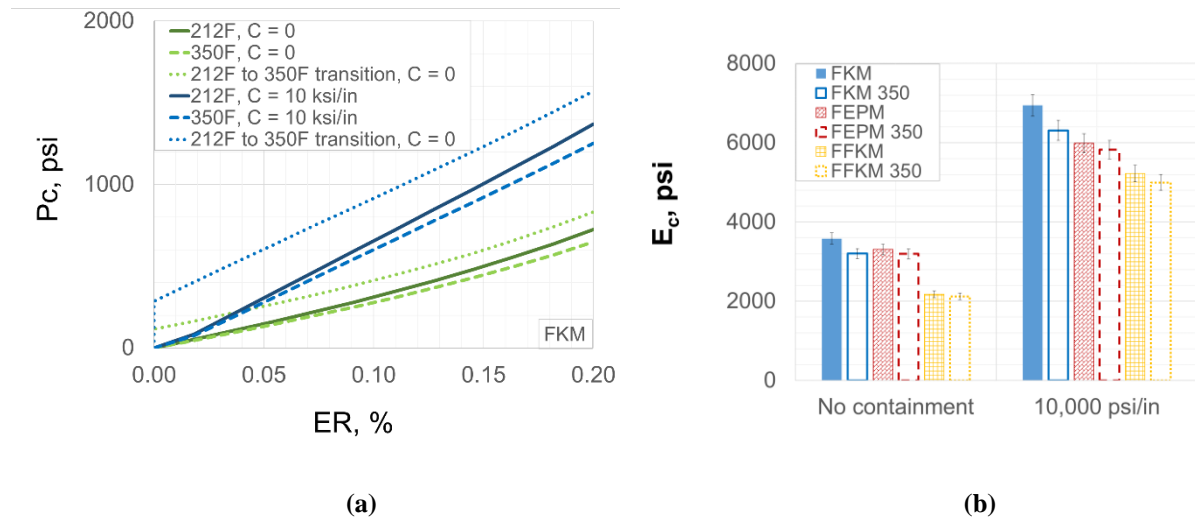 2000
1000
0
Pc, psi
212F, C = 0
350F, C = 0
212F to 350F transition, C = 0
212F, C = 10 ksi/in
350F, C = 10 ksi/in
212F to 350F transition, C = 0
FKM
0.00 0.05 0.10 0.15 0.20
ER, %
(a)
8000
6000
4000
2000
0
Ec, psi
FKM
FKM 350
FEPM
FEPM 350
FFKM
FFKM 350
No containment 10,000 psi/in
(b)